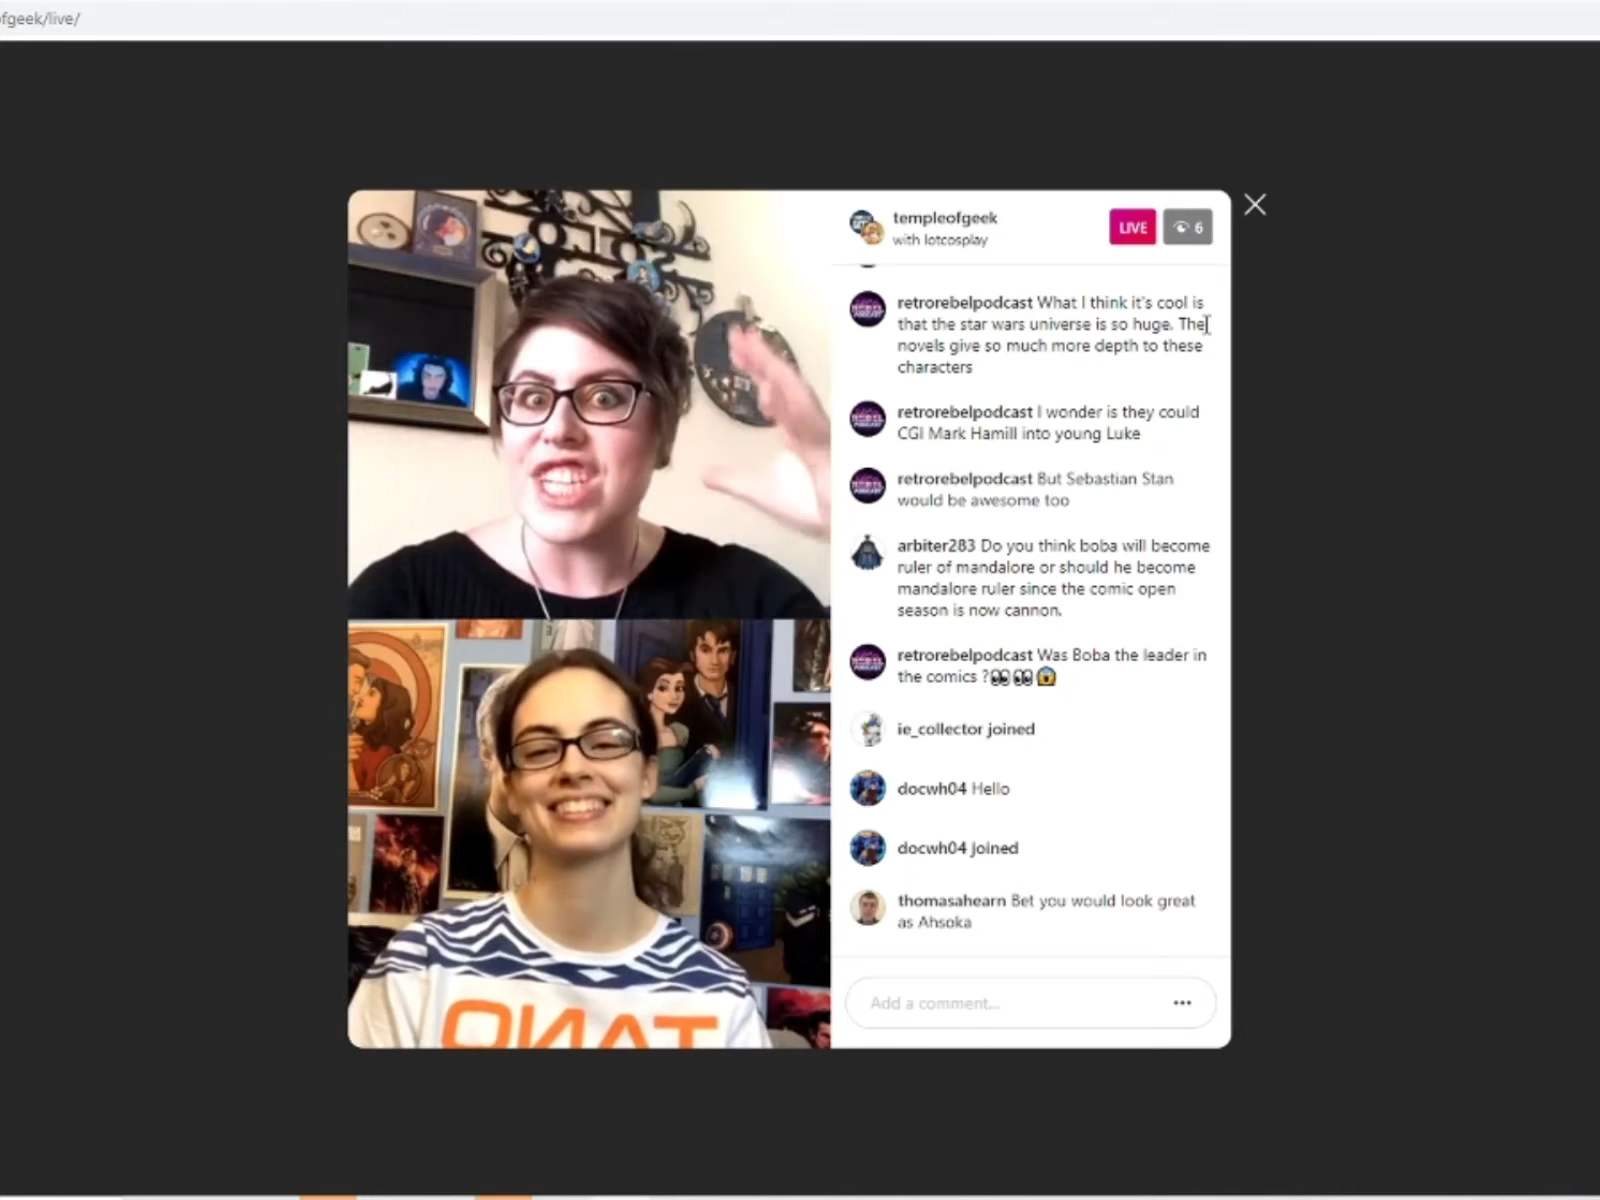 ofgeek/live/
templeofgeek
with lotcosplay
LIVE
6
retrorebelpodcast What I think it's cool is
that the star wars universe is so huge. The
novels give so much more depth to these
characters
retrorebelpodcast I wonder is they could
CGI Mark Hamill into young Luke
retrorebelpodcast But Sebastian Stan
would be awesome too
arbiter283 Do you think boba will become
ruler of mandalore or should he become
mandalore ruler since the comic open
season is now cannon.
retrorebelpodcast Was Boba the leader in
the comics ?👀👀😱
ie_collector joined
docwh04 Hello
docwh04 joined
thomasahearn Bet you would look great
as Ahsoka
Add a comment...
TANO